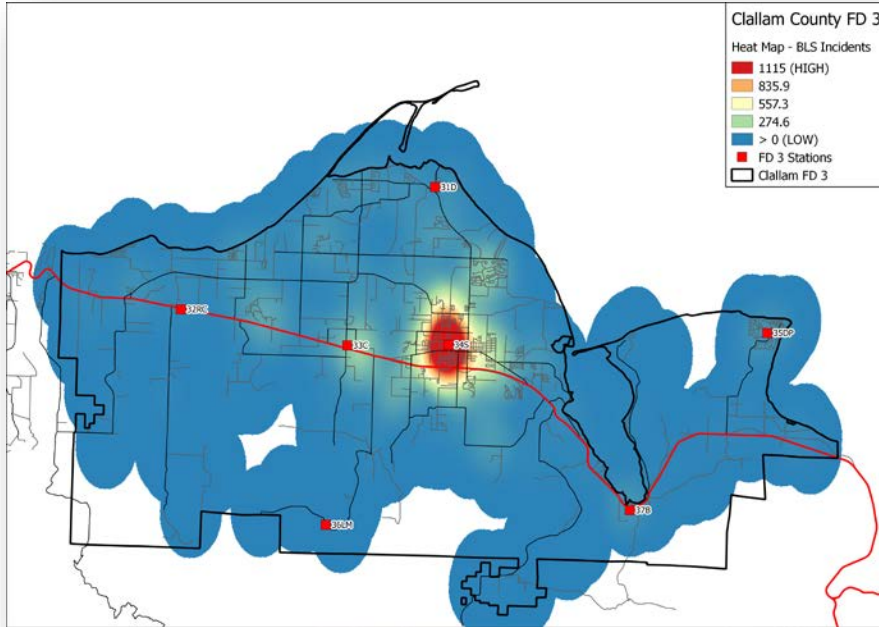 Clallam County FD 3
Heat Map - BLS Incidents
1115 (HIGH)
835.9
557.3
274.6
> 0 (LOW)
FD 3 Stations
Clallam FD 3
31D
32RC
33C
34S
35DP
36LM
37B